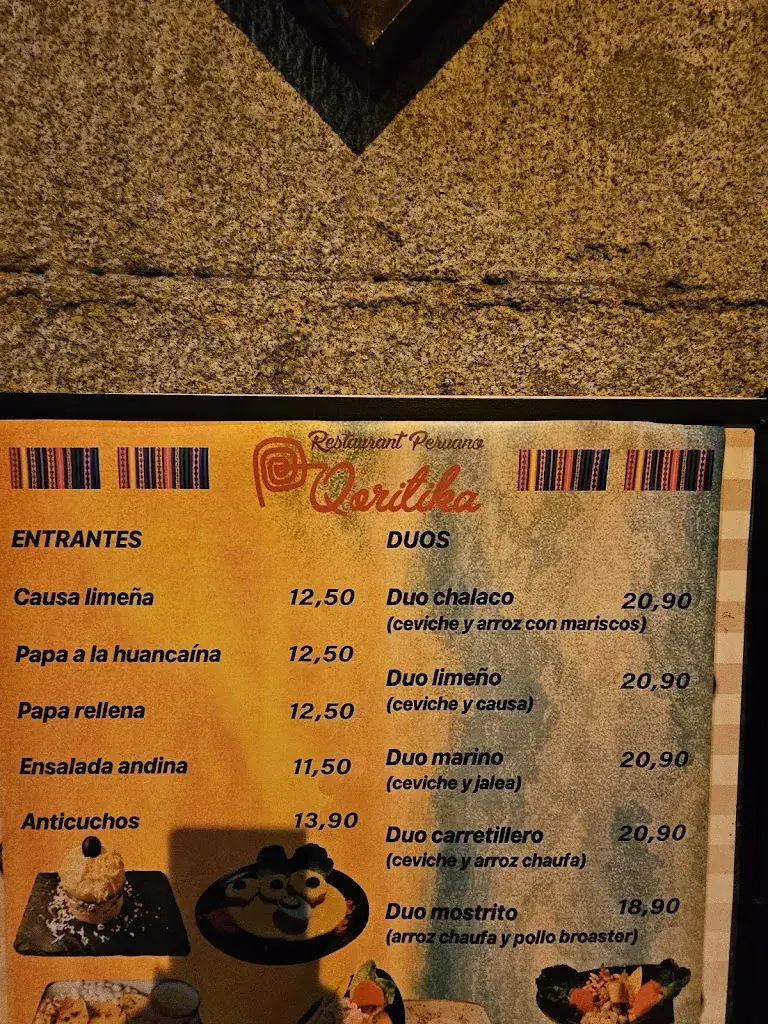 Restaurant Peruano
Qoritika
ENTRANTES
Causa limeña 12,50
Papa a la huancaína 12,50
Papa rellena 12,50
Ensalada andina 11,50
Anticuchos 13,90
DUOS
Duo chalaco 20,90
(ceviche y arroz con mariscos)
Duo limeño 20,90
(ceviche y causa)
Duo marino 20,90
(ceviche y jalea)
Duo carretillero 20,90
(ceviche y arroz chaufa)
Duo mostrito 18,90
(arroz chaufa y pollo broaster)